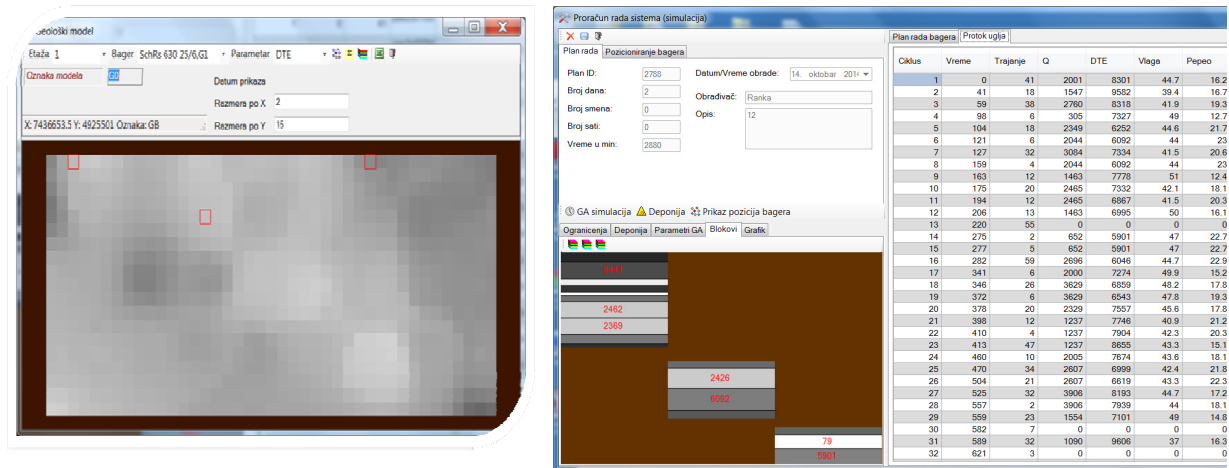 Geološki model
Etaža 1 Bager SchRs 630 25/6,G1 Parametar DTE
Oznaka modela G0 Datum prikaza
Razmera po X 2
X: 7436653.5 Y: 4925501 Oznaka: GB Razmera po Y 15
Proračun rada sistema (simulacija)
Plan rada Pozicioniranje bagera
Plan ID: 2788 Datum/Vreme obrade: 14. oktobar 2014
Broj dana: 2 Obrađivač: Ranka
Broj smena: 0 Opis: 12
Broj sati: 0
Vreme u min: 2880
GA simulacija Deponija Prikaz pozicija bagera
Ogranicenja Deponija Parametri GA Blokovi Grafik
2441
2462
2369
2426
6692
79
5901
Plan rada bagera Protok uglja
Ciklus Vreme Trajanje Q DTE Vlaga Pepeo
1 0 41 2001 8301 44.7 16.2
2 41 18 1547 9582 39.4 16.7
3 59 38 2760 8318 41.9 19.3
4 98 6 305 7327 49 12.7
5 104 18 2349 6252 44.6 21.7
6 121 6 2044 6092 44 23
7 127 32 3084 7334 41.5 20.6
8 159 4 2044 6092 44 23
9 163 12 1463 7778 51 12.4
10 175 20 2465 7332 42.1 18.1
11 194 12 2465 6867 41.5 20.3
12 206 13 1463 6995 50 16.1
13 220 55 0 0 0 0
14 275 2 652 5901 47 22.7
15 277 5 652 5901 47 22.7
16 282 59 2696 6046 44.7 22.9
17 341 6 2000 7274 49.9 15.2
18 346 26 3629 6859 48.2 17.8
19 372 6 3629 6543 47.8 19.3
20 378 20 2329 7557 45.6 17.8
21 398 12 1237 7746 40.9 21.2
22 410 4 1237 7904 42.3 20.3
23 413 47 1237 8655 43.3 15.1
24 460 10 2005 7674 43.6 18.1
25 470 34 2607 6999 42.4 21.8
26 504 21 2607 6619 43.3 22.3
27 525 32 3906 8193 44.7 17.2
28 557 2 3906 7939 44 18.1
29 559 23 1554 7101 49 14.8
30 582 7 0 0 0 0
31 589 32 1090 9606 37 16.3
32 621 3 0 0 0 0